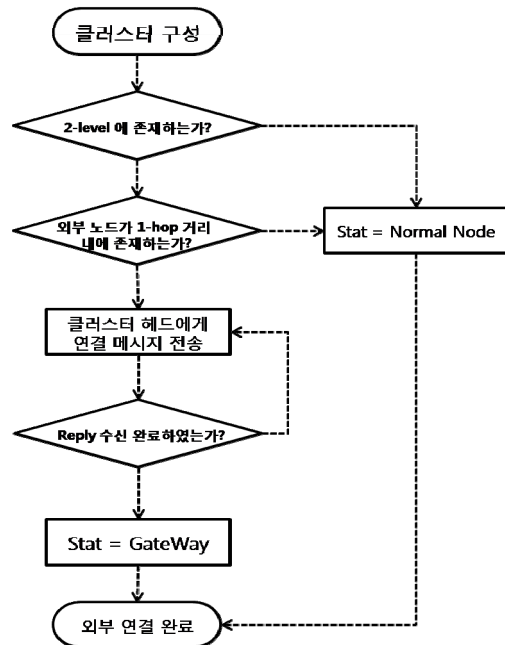 클러스터 구성
2-level 에 존재하는가?
외부 노드가 1-hop 거리
내에 존재하는가?
Stat = Normal Node
클러스터 헤드에게
연결 메시지 전송
Reply 수신 완료하였는가?
Stat = GateWay
외부 연결 완료